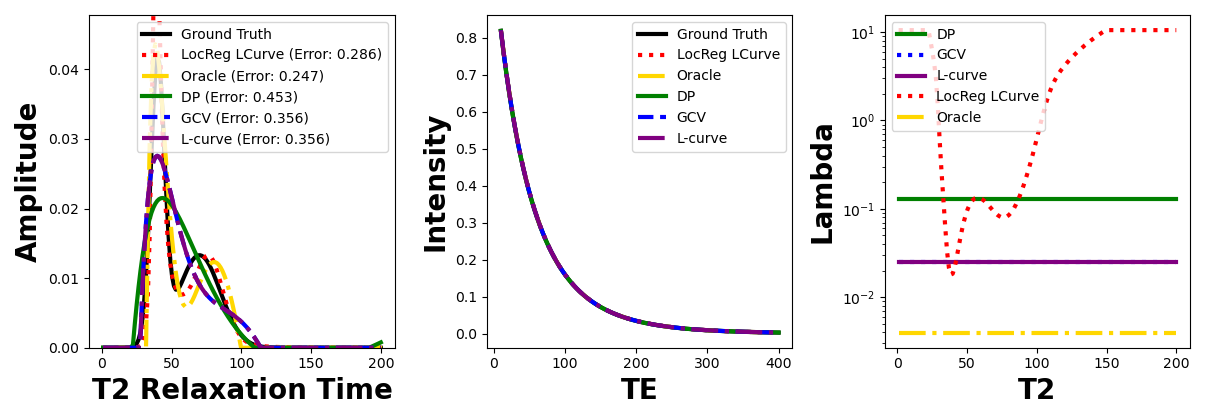 Amplitude
0.04
0.03
0.02
0.01
0.00
0
50
100
150
200
T2 Relaxation Time
Ground Truth
LocReg LCurve (Error: 0.286)
Oracle (Error: 0.247)
DP (Error: 0.453)
GCV (Error: 0.356)
L-curve (Error: 0.356)
Intensity
0.8
0.7
0.6
0.5
0.4
0.3
0.2
0.1
0.0
0
100
200
300
400
TE
Ground Truth
LocReg LCurve
Oracle
DP
GCV
L-curve
Lambda
10¹
10⁰
10⁻¹
10⁻²
0
50
100
150
200
T2
DP
GCV
L-curve
LocReg LCurve
Oracle